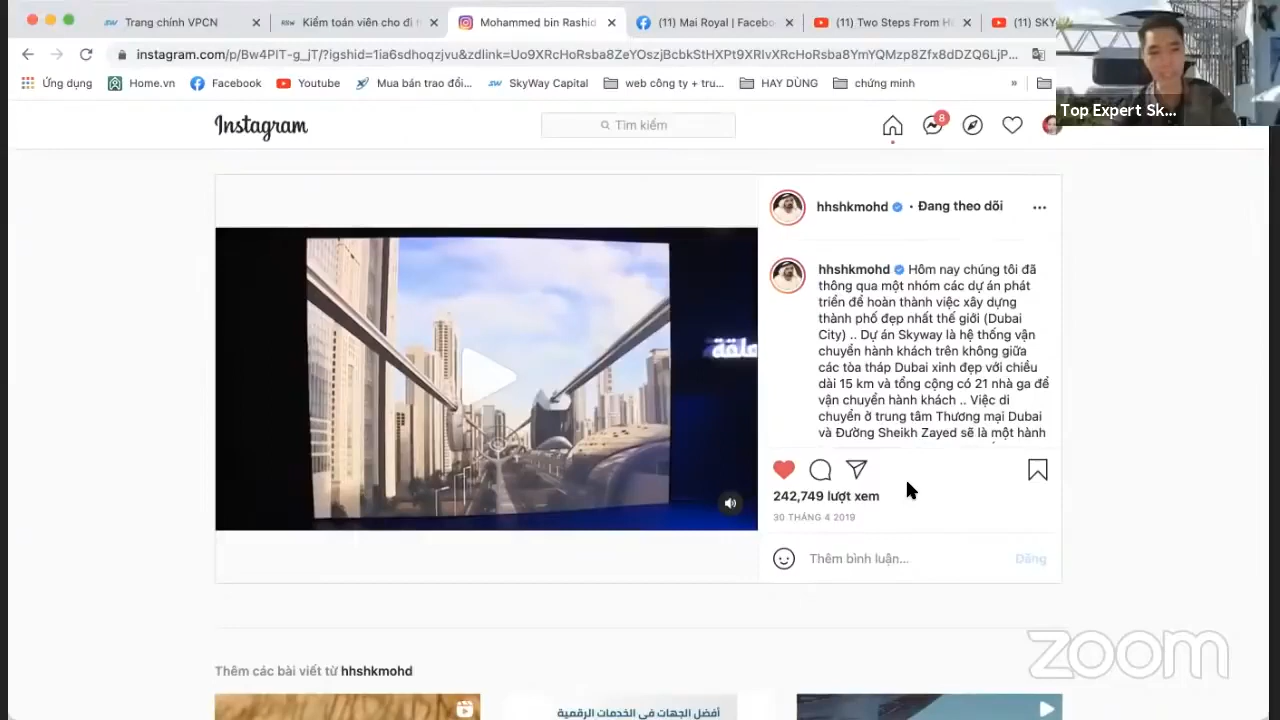 Trang chính VPCN
Kiểm toán viên cho đi
Mohammed bin Rashid
(11) Mai Royal | Facebo
(11) Two Steps From H
(11) SKY
instagram.com/p/Bw4PIT-g_jT/?igshid=1ia6sdhoqzjvu&zdlink=Uo9XRcHoRsba8ZeYOszjBcbkStHXPt9XRIvXRcHoRsba8YmYQMzp8Zfx8dDZQ6LjP...
Ứng dụng
Home.vn
Facebook
Youtube
Mua bán trao đổi...
SkyWay Capital
web công ty + tru...
HAY DÙNG
chứng minh
»
Top Expert Sk...
Instagram
Tìm kiếm
8
hhshkmohd • Đang theo dõi
hhshkmohd Hôm nay chúng tôi đã
thông qua một nhóm các dự án phát
triển để hoàn thành việc xây dựng
thành phố đẹp nhất thế giới (Dubai
City) .. Dự án Skyway là hệ thống vận
chuyển hành khách trên không giữa
các tòa tháp Dubai xinh đẹp với chiều
dài 15 km và tổng cộng có 21 nhà ga để
vận chuyển hành khách .. Việc di
chuyển ở trung tâm Thương mại Dubai
và Đường Sheikh Zayed sẽ là một hành
242,749 lượt xem
30 THÁNG 4 2019
Thêm bình luận...
Đăng
zoom
Thêm các bài viết từ hhshkmohd
أفضل الجهات في الخدمات الرقمية